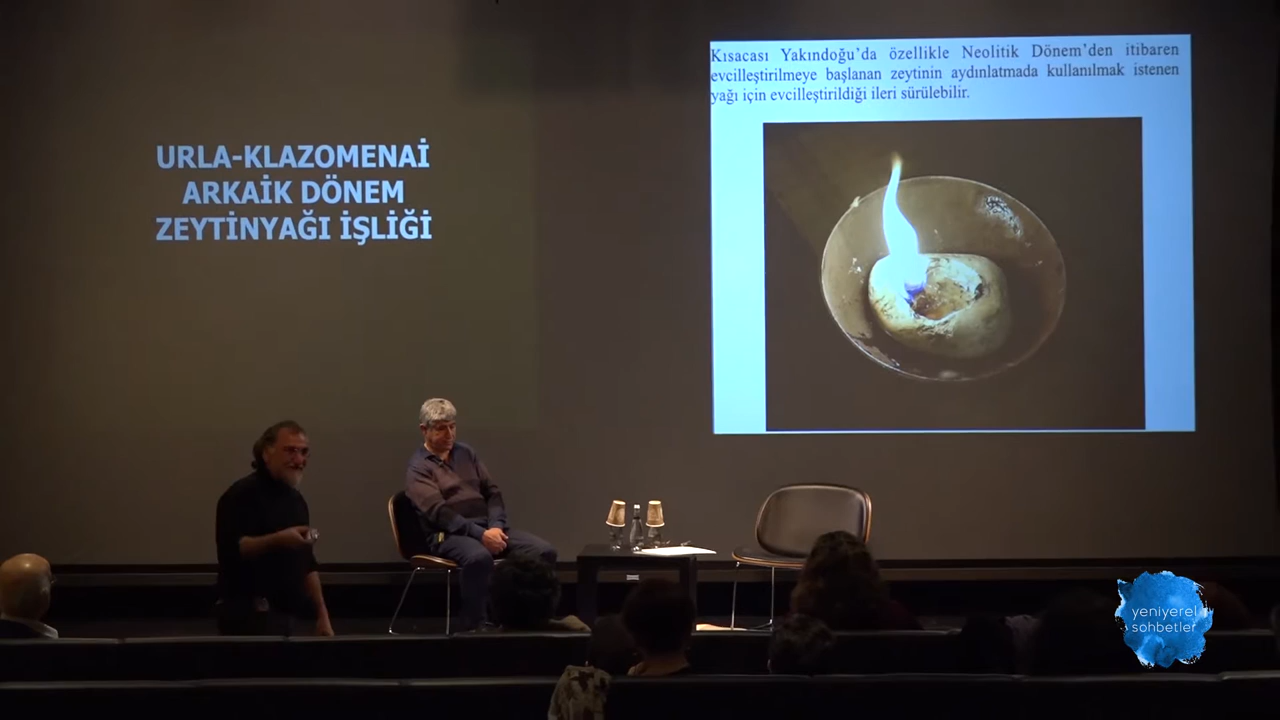 URLA-KLAZOMENAİ
ARKAİK DÖNEM
ZEYTİNYAĞI İŞLİĞİ
Kısacası Yakındoğu’da özellikle Neolitik Dönem’den itibaren
evcilleştirilmeye başlanan zeytinin aydınlatmada kullanılmak istenen
yağı için evcilleştirildiği ileri sürülebilir.
yeniyerel
sohbetler